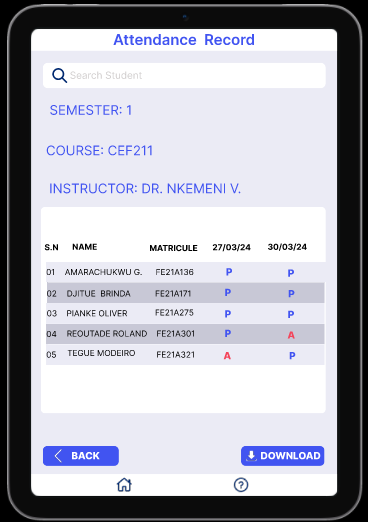 Attendance Record
Search Student
SEMESTER: 1
COURSE: CEF211
INSTRUCTOR: DR. NKEMENI V.
S.N NAME MATRICULE 27/03/24 30/03/24
01 AMARACHUKWU G. FE21A136 P P
02 DJITUE BRINDA FE21A171 P P
03 PIANKE OLIVER FE21A275 P P
04 REOUTADE ROLAND FE21A301 P A
05 TEGUE MODEIRO FE21A321 A P
BACK DOWNLOAD
?